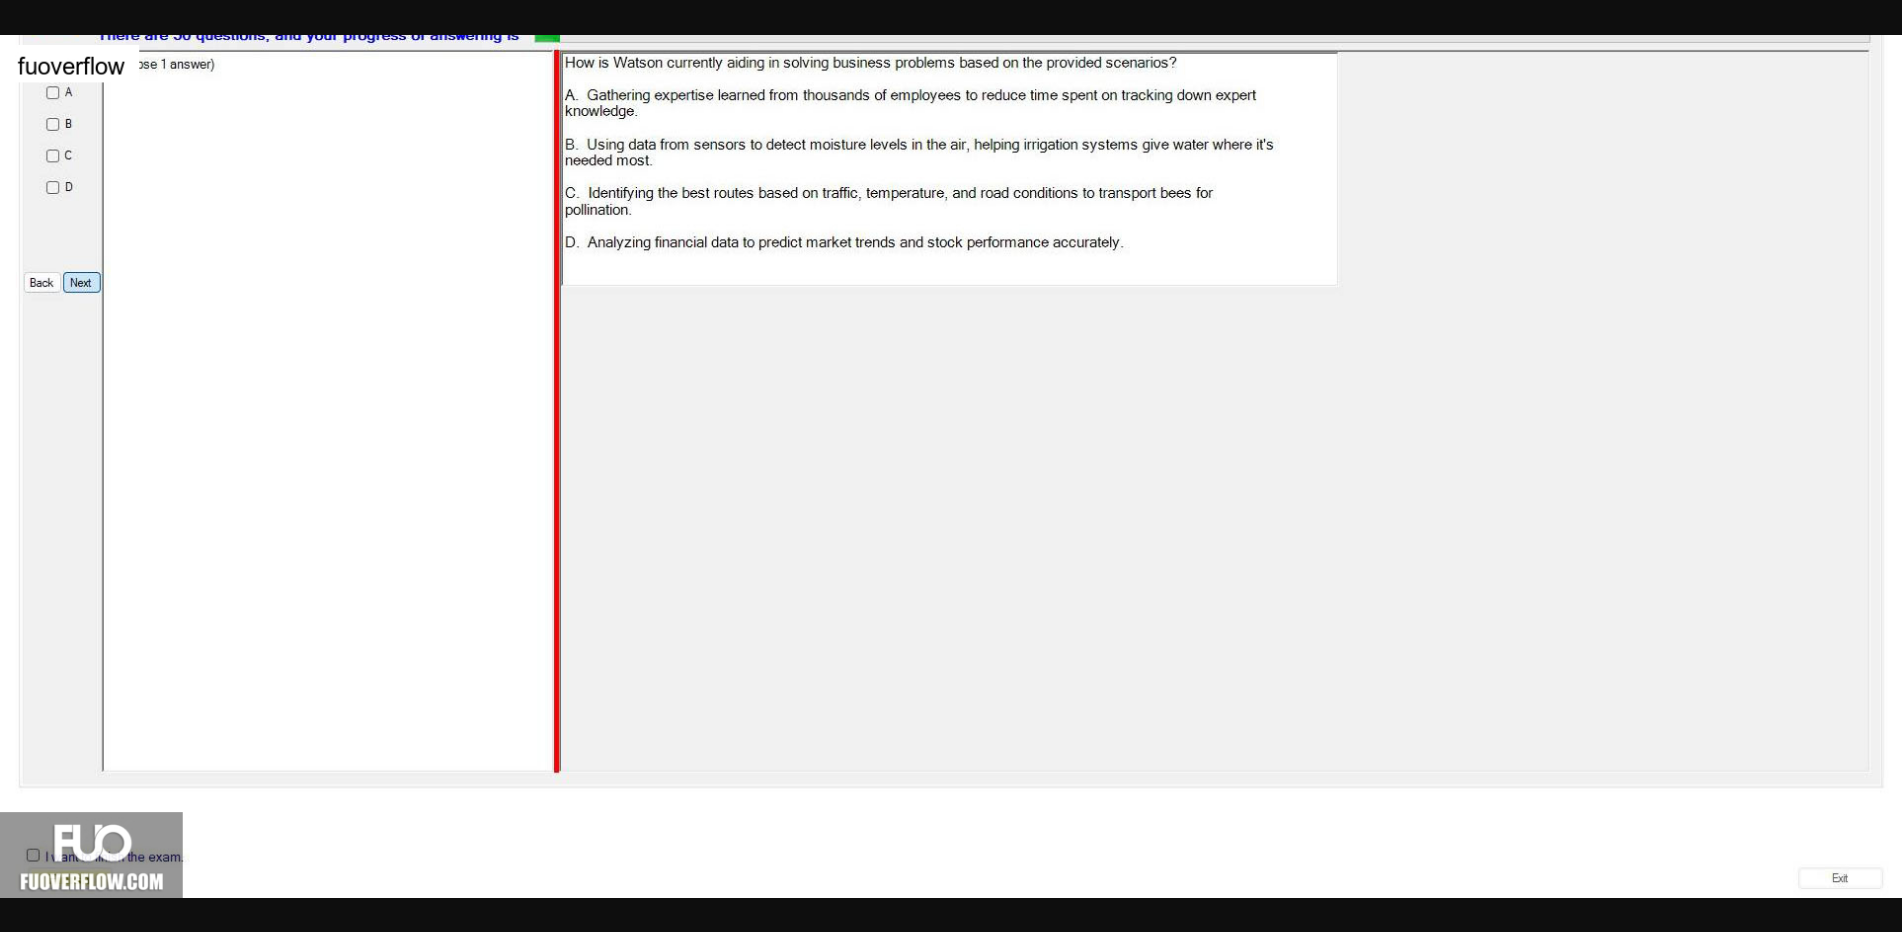 There are 50 questions, and your progress of answering is
fuoverflow
ose 1 answer)
A
B
C
D
Back Next
How is Watson currently aiding in solving business problems based on the provided scenarios?
A. Gathering expertise learned from thousands of employees to reduce time spent on tracking down expert
knowledge.
B. Using data from sensors to detect moisture levels in the air, helping irrigation systems give water where it's
needed most.
C. Identifying the best routes based on traffic, temperature, and road conditions to transport bees for
pollination.
D. Analyzing financial data to predict market trends and stock performance accurately.
FUO
I want the exam.
FUOVERFLOW.COM
Exit